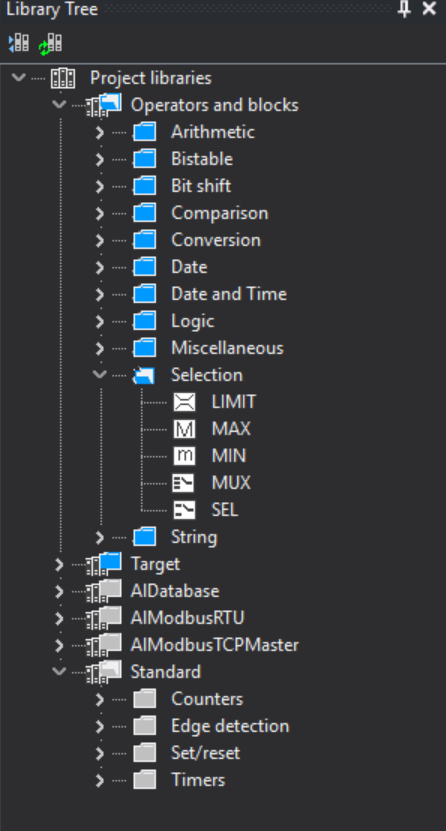 Library Tree
Project libraries
Operators and blocks
Arithmetic
Bistable
Bit shift
Comparison
Conversion
Date
Date and Time
Logic
Miscellaneous
Selection
LIMIT
MAX
MIN
MUX
SEL
String
Target
AlDatabase
AlModbusRTU
AlModbusTCPMaster
Standard
Counters
Edge detection
Set/reset
Timers